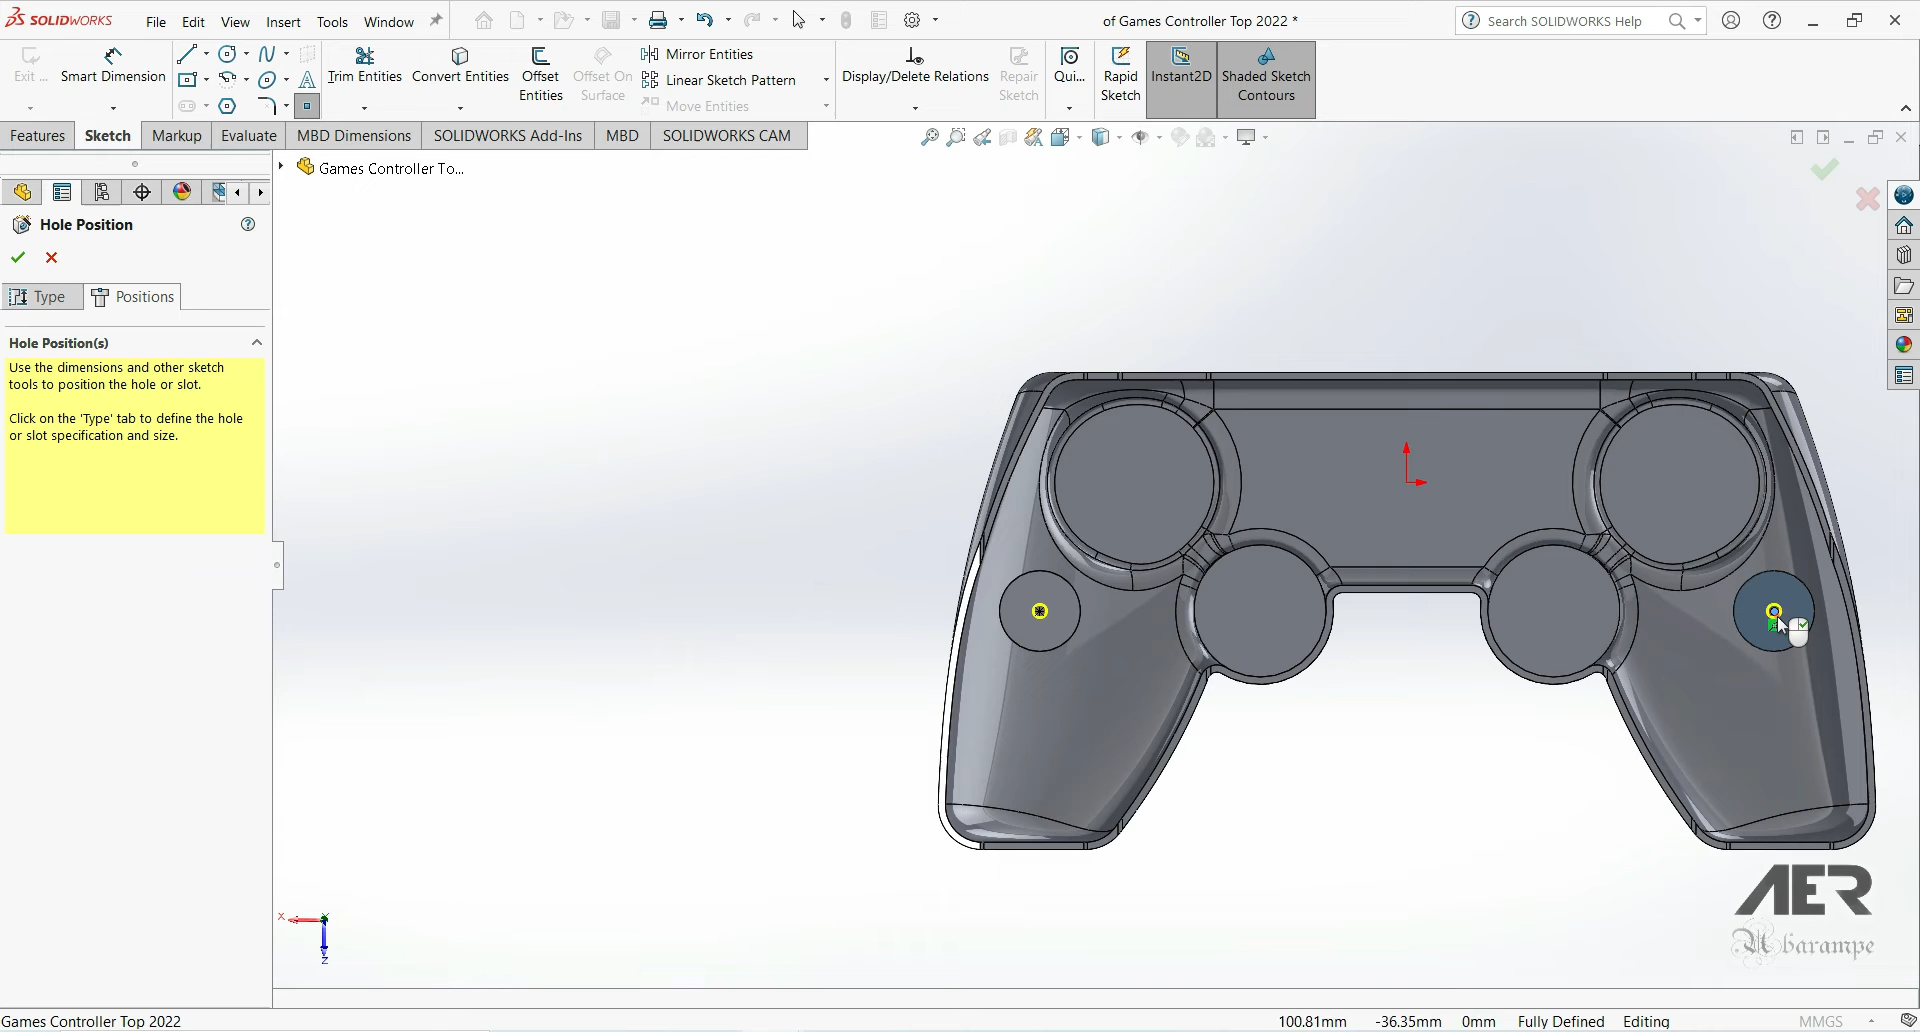 SOLIDWORKS File Edit View Insert Tools Window of Games Controller Top 2022 * Search SOLIDWORKS Help
Exit ... Smart Dimension Trim Entities Convert Entities Offset Entities Offset On Surface Mirror Entities Linear Sketch Pattern Move Entities Display/Delete Relations Repair Sketch Qui... Rapid Sketch Instant2D Shaded Sketch Contours
Features Sketch Markup Evaluate MBD Dimensions SOLIDWORKS Add-Ins MBD SOLIDWORKS CAM
Games Controller To...
Hole Position
Type Positions
Hole Position(s)
Use the dimensions and other sketch
tools to position the hole or slot.
Click on the 'Type' tab to define the hole
or slot specification and size.
X Z
AER
Abarampe
Games Controller Top 2022 100.81mm -36.35mm 0mm Fully Defined Editing MMGS